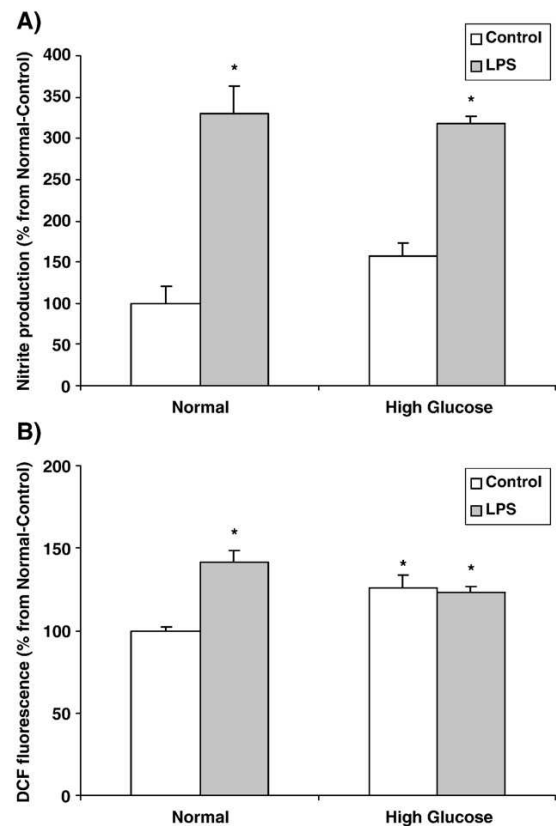 A)
Control
LPS
Nitrite production (% from Normal-Control)
400
350
300
250
200
150
100
50
0
*
*
Normal
High Glucose
B)
Control
LPS
DCF fluorescence (% from Normal-Control)
200
150
100
50
0
*
*
*
Normal
High Glucose